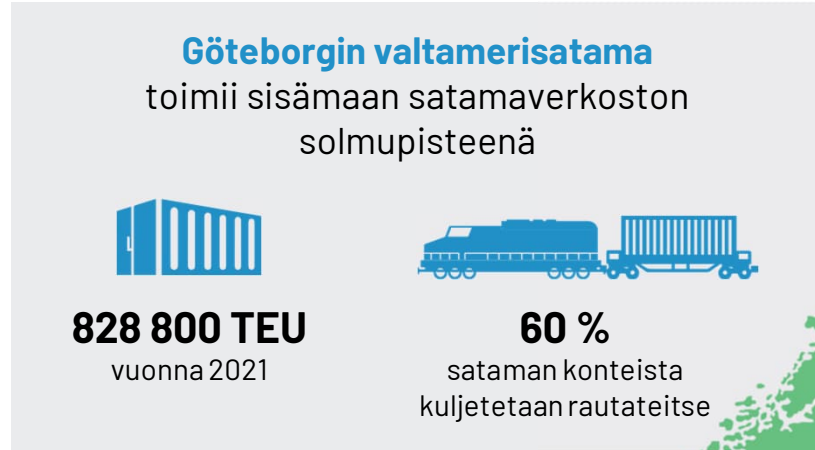 Göteborgin valtamerisatama
toimii sisämaan satamaverkoston
solmupisteenä
828 800 TEU
vuonna 2021
60 %
sataman konteista
kuljetetaan rautateitse